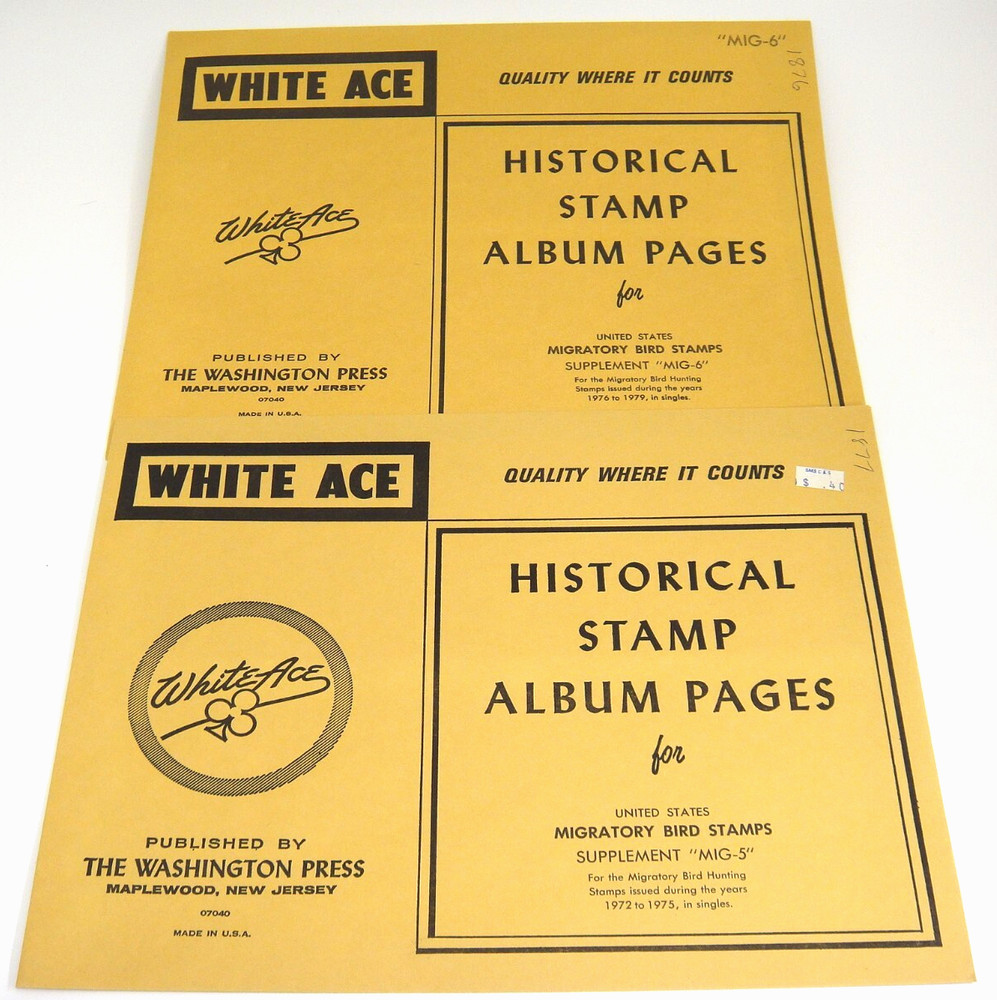 "MIG-6"
1876
WHITE ACE
QUALITY WHERE IT COUNTS
HISTORICAL
STAMP
ALBUM PAGES
for
White Ace
UNITED STATES
MIGRATORY BIRD STAMPS
SUPPLEMENT "MIG-6"
For the Migratory Bird Hunting
Stamps issued during the years
1976 to 1979, in singles.
PUBLISHED BY
THE WASHINGTON PRESS
MAPLEWOOD, NEW JERSEY
07040
MADE IN U.S.A.
1877
WHITE ACE
QUALITY WHERE IT COUNTS
$ .40
HISTORICAL
STAMP
ALBUM PAGES
for
White Ace
UNITED STATES
MIGRATORY BIRD STAMPS
SUPPLEMENT "MIG-5"
For the Migratory Bird Hunting
Stamps issued during the years
1972 to 1975, in singles.
PUBLISHED BY
THE WASHINGTON PRESS
MAPLEWOOD, NEW JERSEY
07040
MADE IN U.S.A.